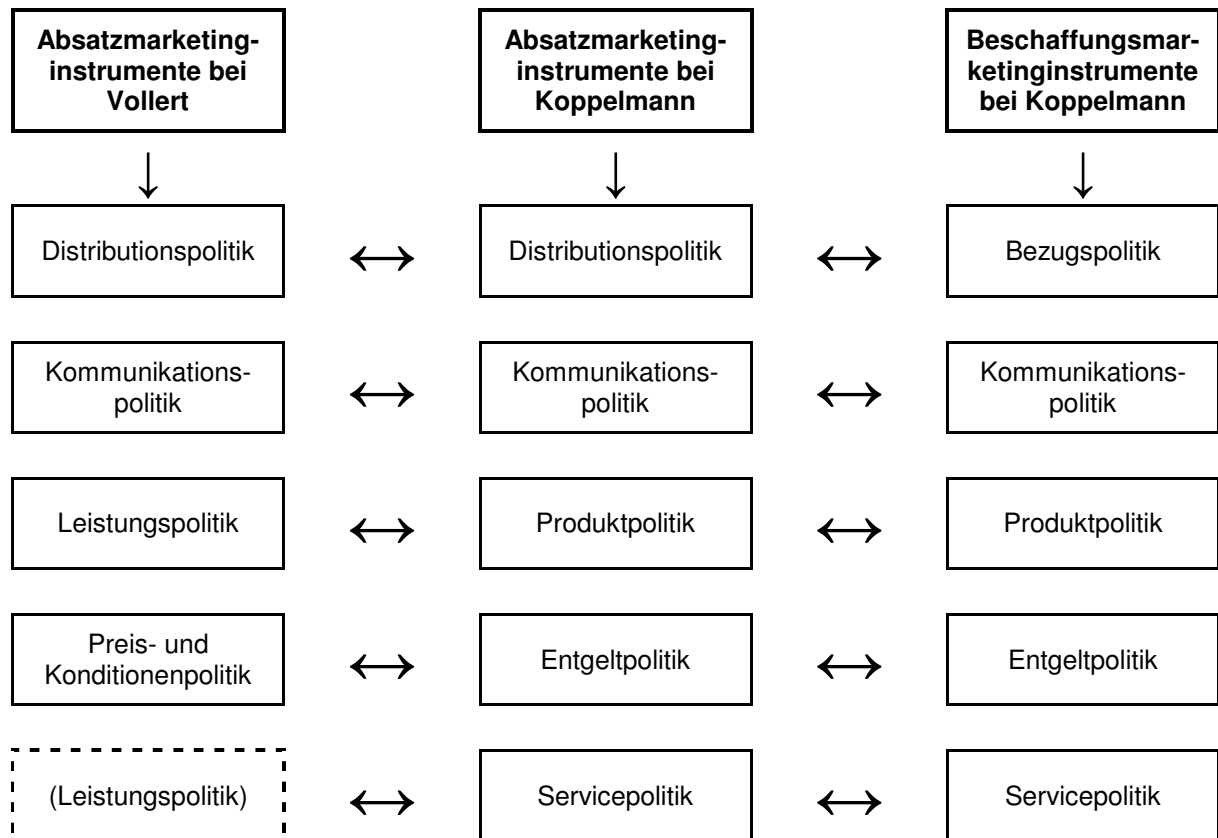 Absatzmarketing-
instrumente bei
Vollert
Absatzmarketing-
instrumente bei
Koppelmann
Beschaffungsmar-
ketinginstrumente
bei Koppelmann
Distributionspolitik
Distributionspolitik
Bezugspolitik
Kommunikations-
politik
Kommunikations-
politik
Kommunikations-
politik
Leistungspolitik
Produktpolitik
Produktpolitik
Preis- und
Konditionenpolitik
Entgeltpolitik
Entgeltpolitik
(Leistungspolitik)
Servicepolitik
Servicepolitik